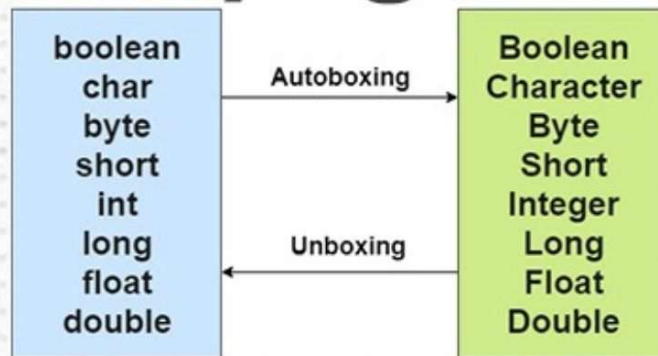 boolean
char
byte
short
int
long
float
double
Autoboxing
Unboxing
Boolean
Character
Byte
Short
Integer
Long
Float
Double